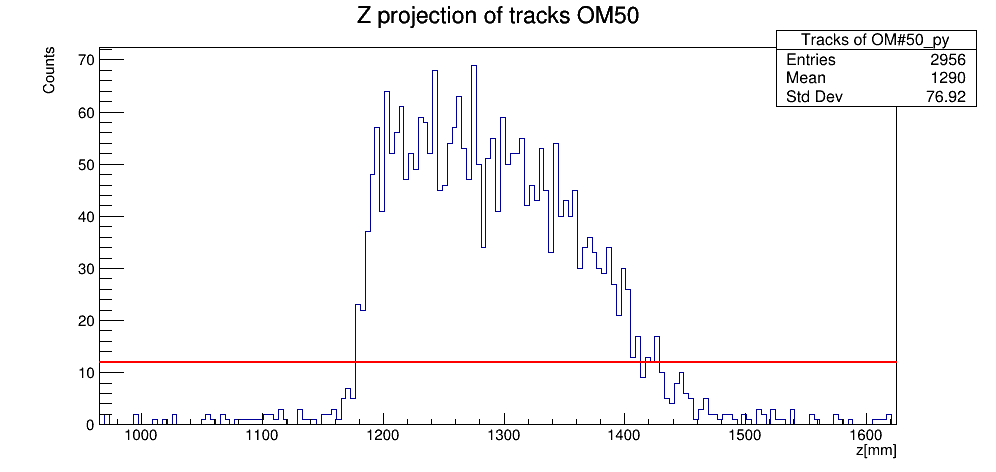 Z projection of tracks OM50
Tracks of OM#50_py
Entries 2956
Mean 1290
Std Dev 76.92
Counts
70
60
50
40
30
20
10
0
1000 1100 1200 1300 1400 1500 1600
z[mm]